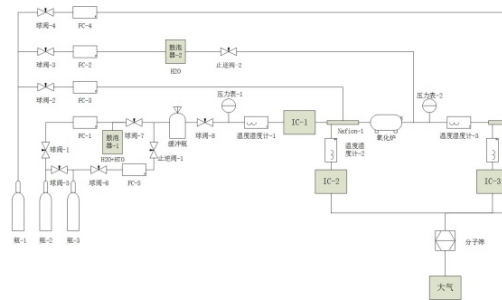 球阀-4
FC-4
球阀-3
FC-2
鼓泡
器-2
H2O
止逆阀-2
球阀-2
FC-3
压力表-1
压力表-2
球阀-1
FC-1
鼓泡
器-1
H2O+HTO
球阀-7
止逆阀-1
缓冲瓶
球阀-8
温度湿度计-1
IC-1
Nafion-1
温度湿
度计-2
氧化炉
温度湿度计-3
球阀-5
球阀-6
FC-5
IC-2
IC-3
瓶-1
瓶-2
瓶-3
分子筛
大气